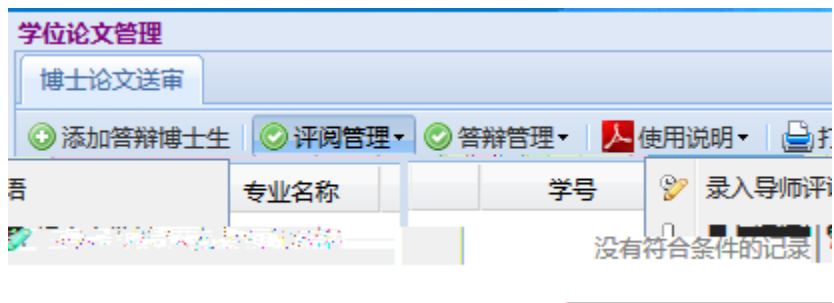 学位论文管理
博士论文送审
添加答辩博士生 评阅管理 答辩管理 使用说明 打
语 专业名称 学号 录入导师评
没有符合条件的记录